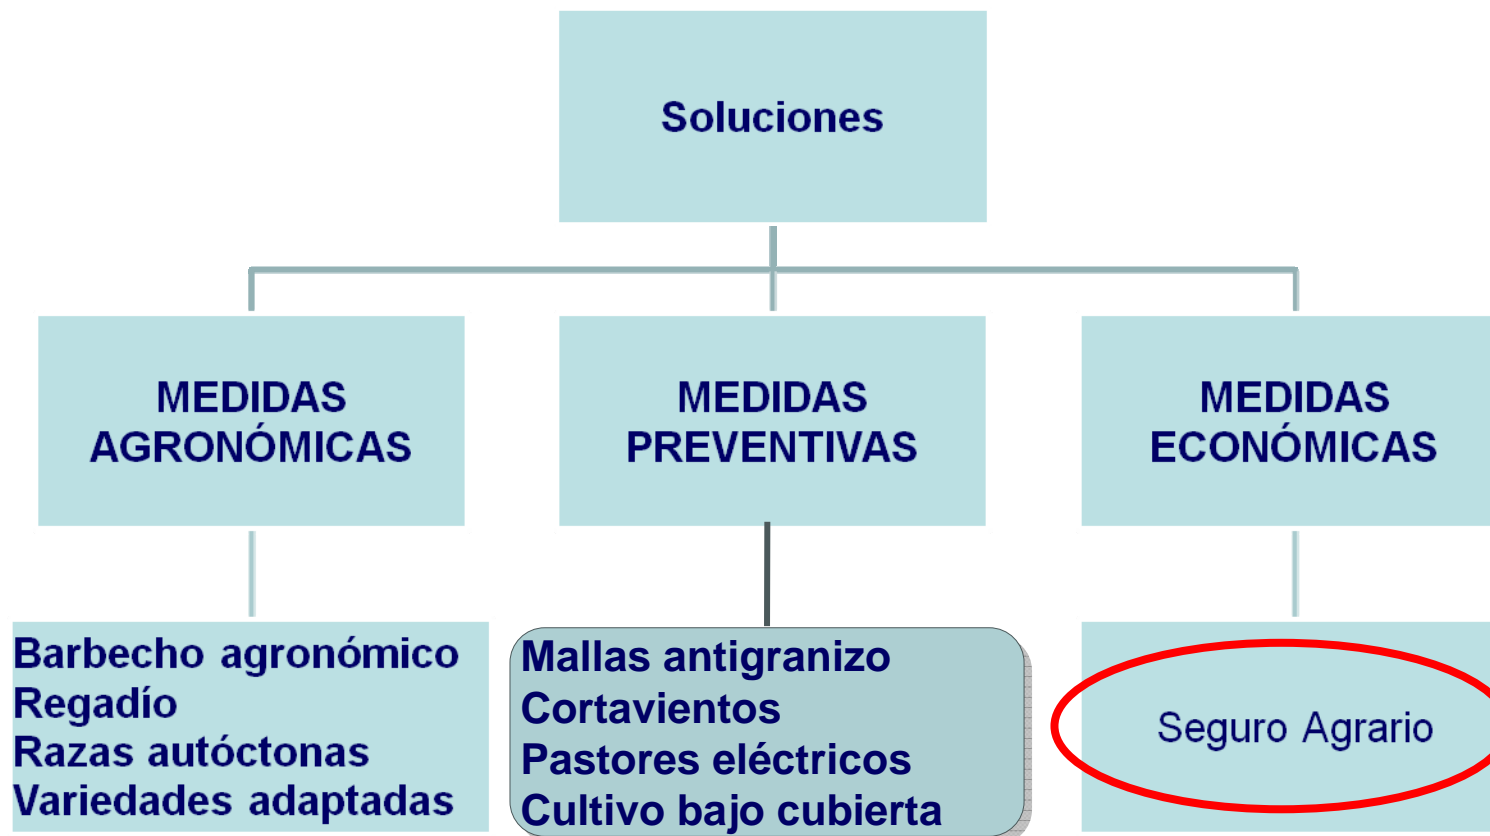 Soluciones
MEDIDAS
AGRONÓMICAS
MEDIDAS
PREVENTIVAS
MEDIDAS
ECONÓMICAS
Barbecho agronómico
Regadío
Razas autóctonas
Variedades adaptadas
Mallas antigranizo
Cortavientos
Pastores eléctricos
Cultivo bajo cubierta
Seguro Agrario